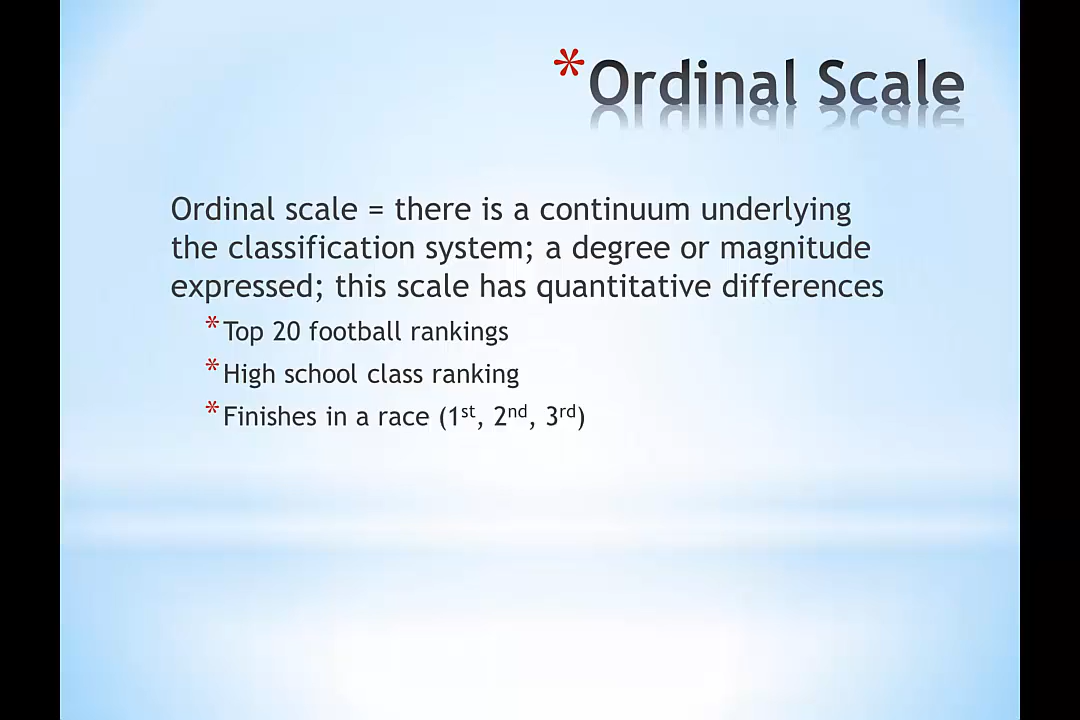 *Ordinal Scale
Ordinal scale = there is a continuum underlying
the classification system; a degree or magnitude
expressed; this scale has quantitative differences
*Top 20 football rankings
*High school class ranking
*Finishes in a race (1st, 2nd, 3rd)